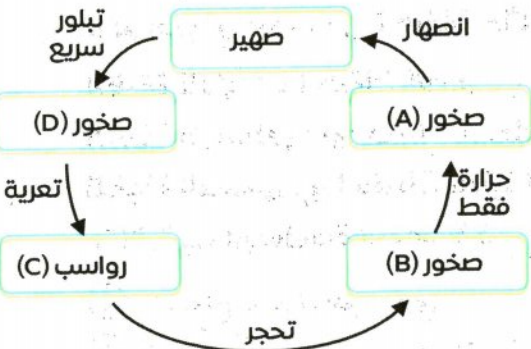 صهير
انصهار
تبلور
سريع
صخور (A)
صخور (D)
حرارة
فقط
تعرية
صخور (B)
رواسب (C)
تحجر